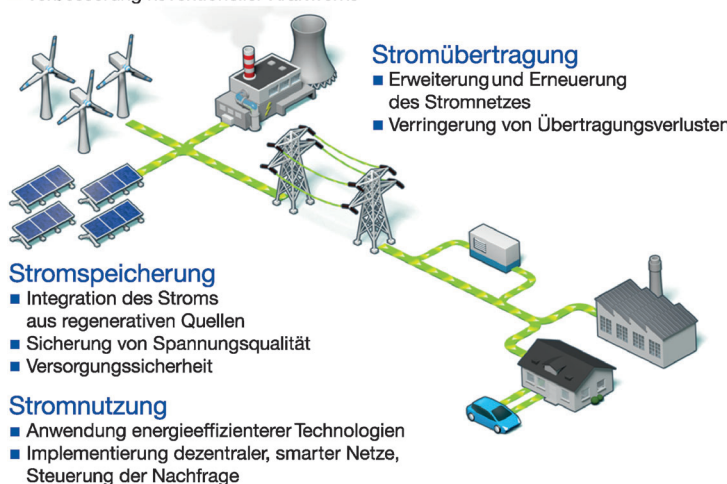 Stromübertragung
■ Erweiterung und Erneuerung
des Stromnetzes
■ Verringerung von Übertragungsverlusten
Stromspeicherung
■ Integration des Stroms
aus regenerativen Quellen
■ Sicherung von Spannungsqualität
■ Versorgungssicherheit
Stromnutzung
■ Anwendung energieeffizienterer Technologien
■ Implementierung dezentraler, smarter Netze,
Steuerung der Nachfrage